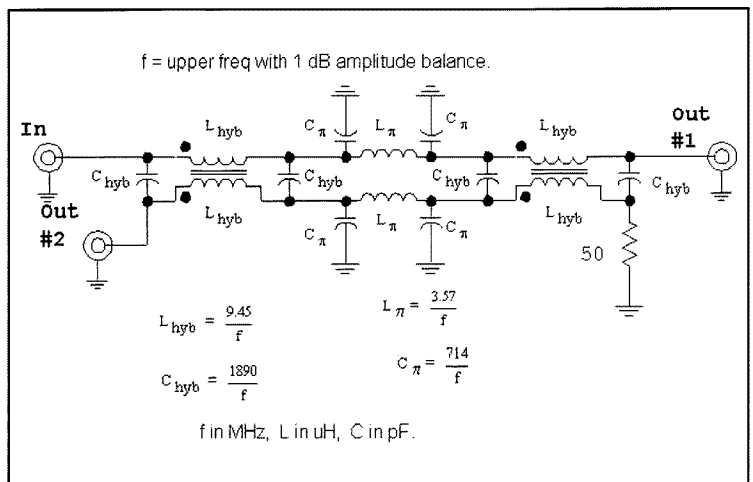 f = upper freq with 1 dB amplitude balance.
In
Out
#1
Out
#2
L hyb
C π
L π
C π
L hyb
C hyb
C hyb
C hyb
C hyb
L hyb
C π
L π
C π
L hyb
50
L hyb = 9.45 / f
L π = 3.57 / f
C hyb = 1890 / f
C π = 714 / f
f in MHz, L in uH, C in pF.